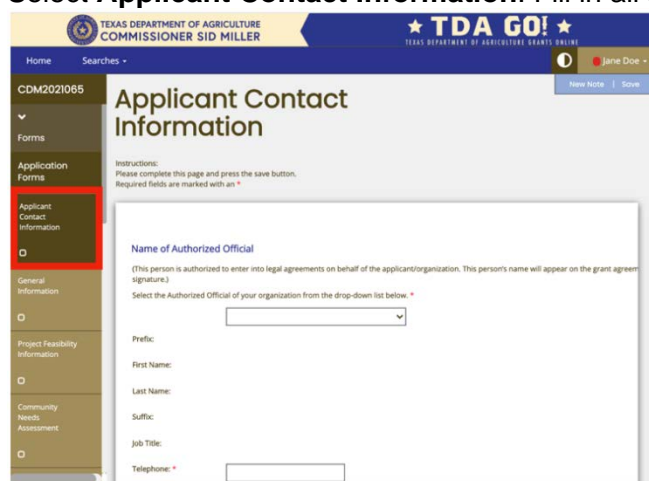 Select Applicant Contact Information. Fill in all
TEXAS DEPARTMENT OF AGRICULTURE
COMMISSIONER SID MILLER
TDA GO!
TEXAS DEPARTMENT OF AGRICULTURE GRANTS ONLINE
Home
Searches
Jane Doe
CDM2021065
New Note | Save
Forms
Application
Forms
Applicant
Contact
Information
General
Information
Project Feasibility
Information
Community
Needs
Assessment
Applicant Contact
Information
Instructions:
Please complete this page and press the save button.
Required fields are marked with an *
Name of Authorized Official
(This person is authorized to enter into legal agreements on behalf of the applicant/organization. This person's name will appear on the grant agreem
signature.)
Select the Authorized Official of your organization from the drop-down list below. *
Prefix:
First Name:
Last Name:
Suffix:
Job Title:
Telephone: *